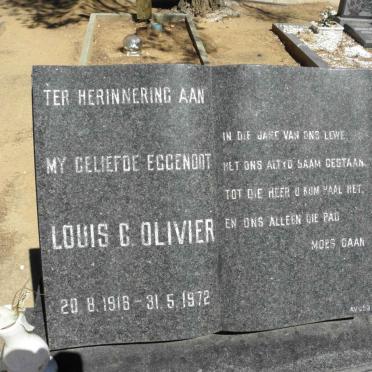 TER HERINNERING AAN
MY GELIEFDE EGGENOOT
LOUIS G. OLIVIER
20.8.1918 - 31.5.1972
IN DIE JARE VAN ONS LEWE,
HET ONS ALTYD SAAM GESTAAN.
TOT DIE HEER U KOM HAAL HET,
EN ONS ALLEEN DIE PAD
MOES GAAN